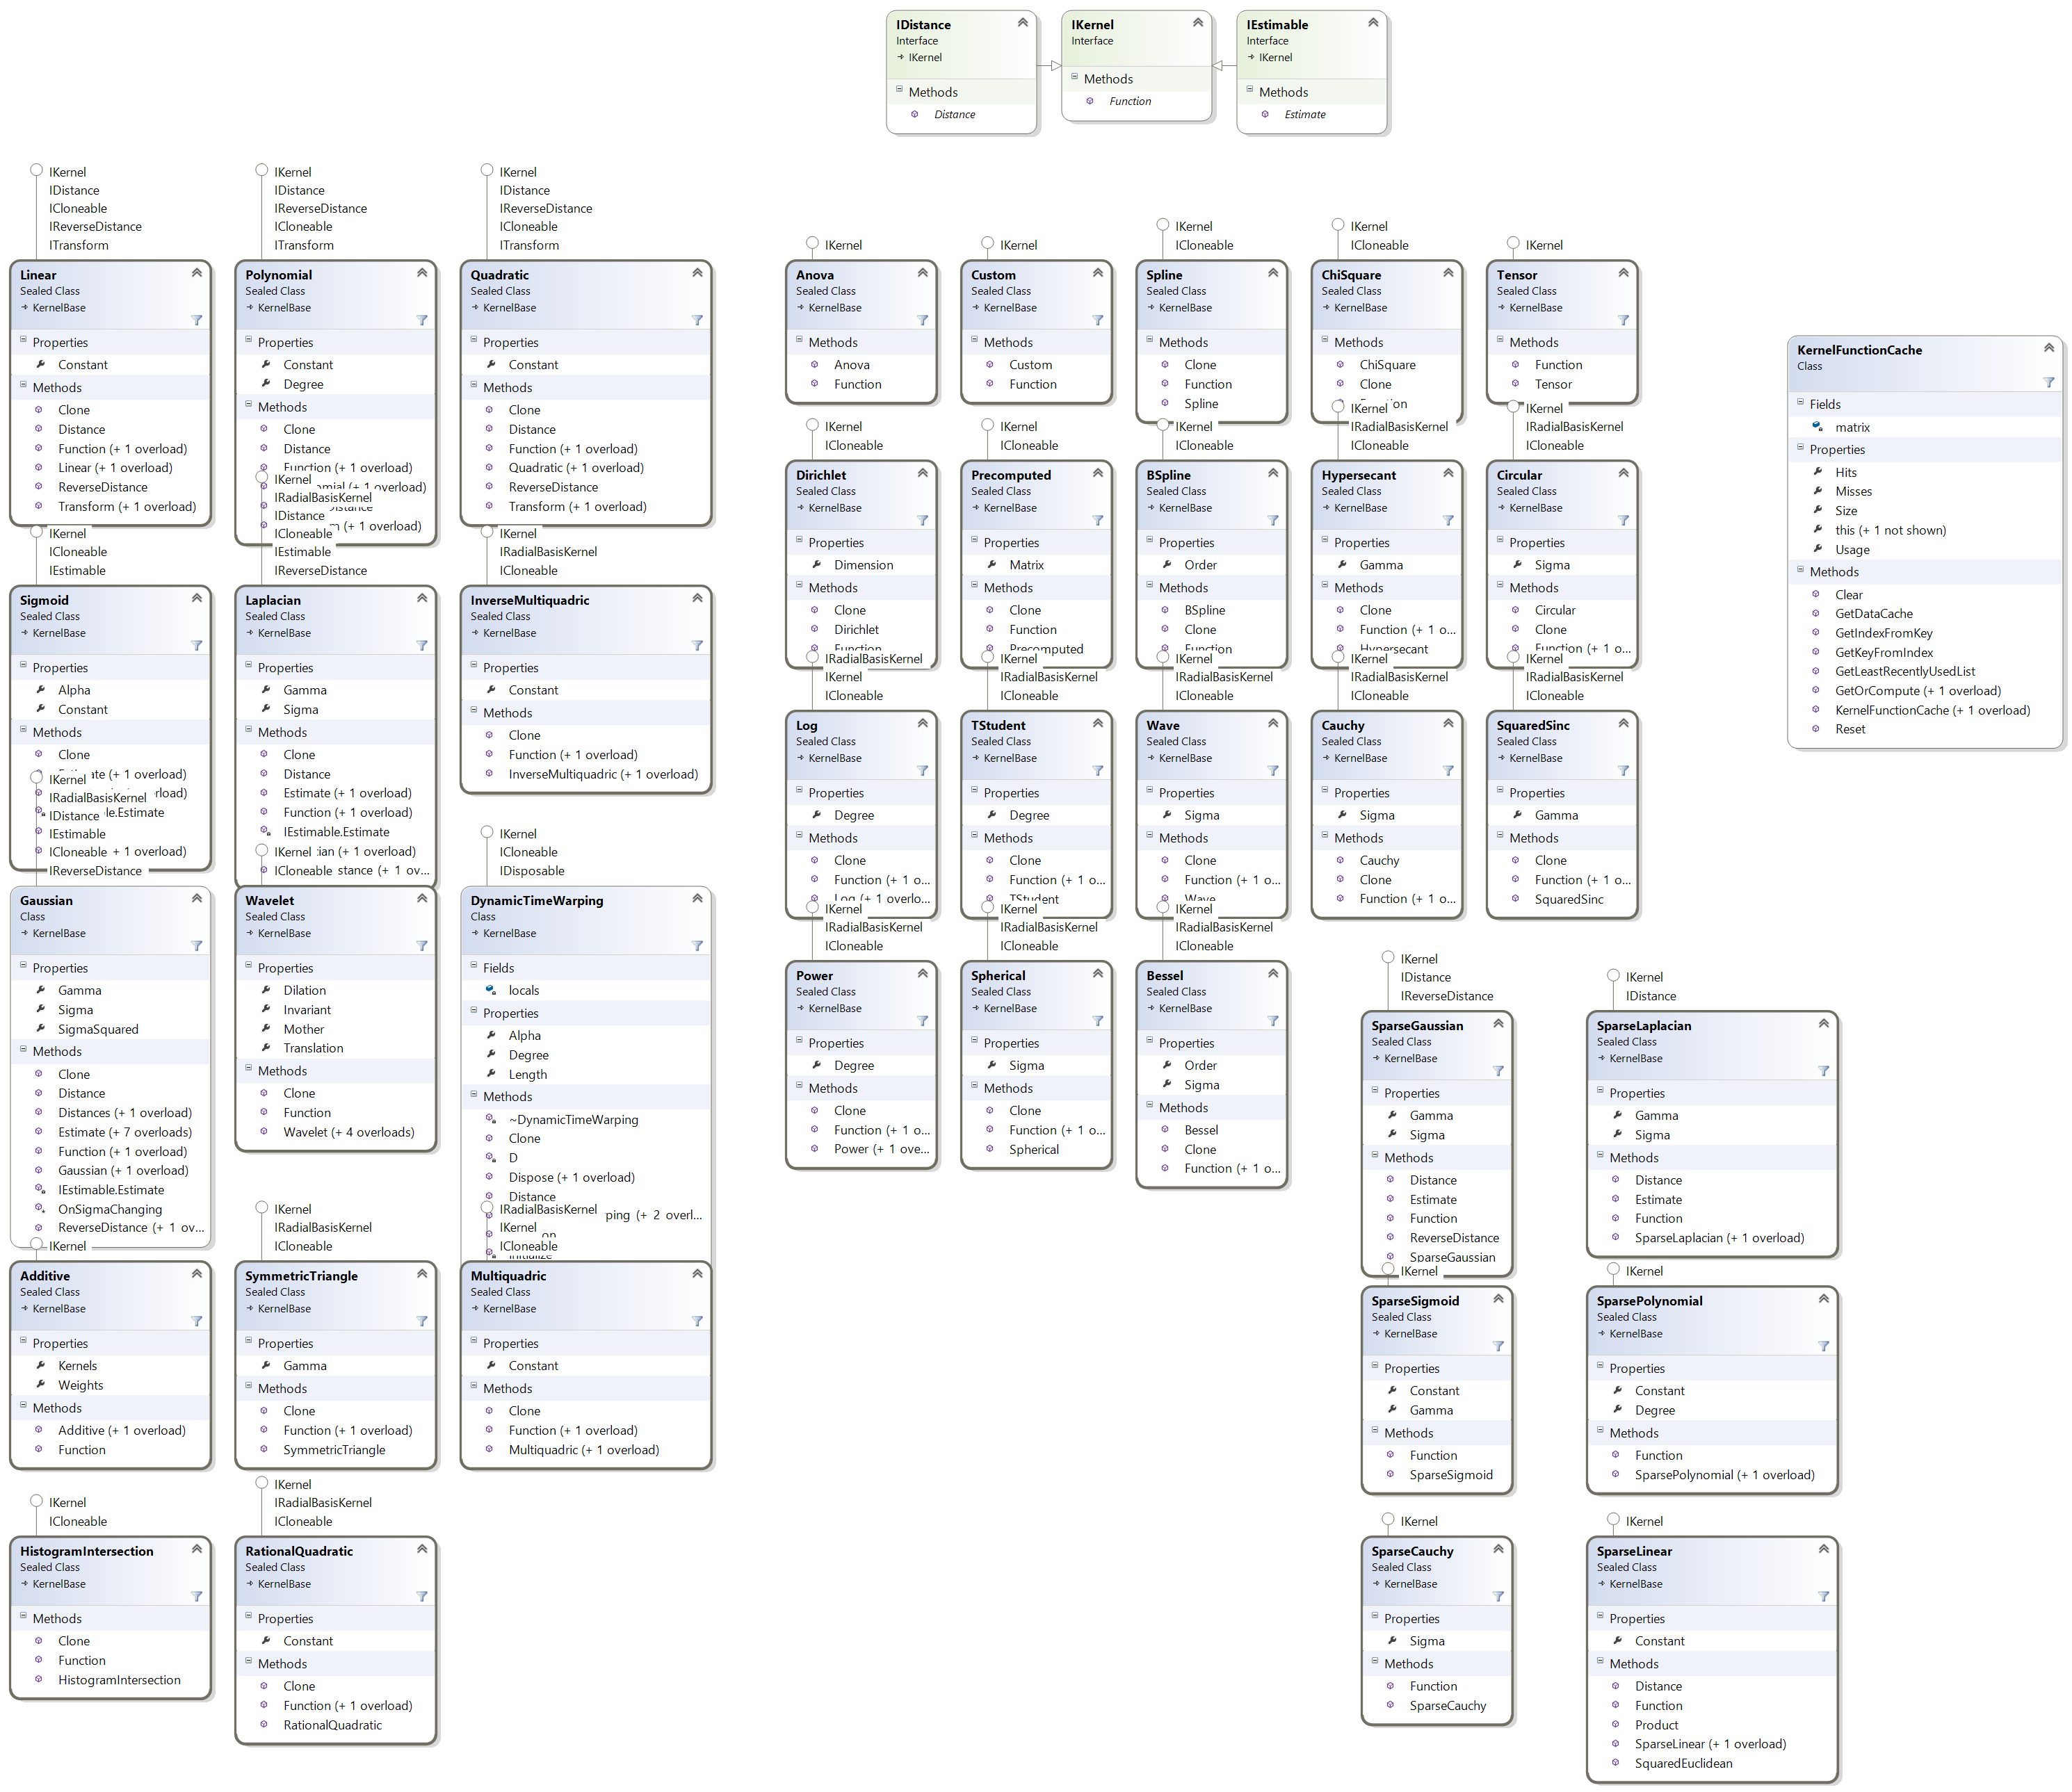 IDistance
Interface
IKernel
Methods
Distance
IKernel
Interface
Methods
Function
IEstimable
Interface
IKernel
Methods
Estimate
IKernel
IDistance
ICloneable
IReverseDistance
ITransform
Linear
Sealed Class
KernelBase
Properties
Constant
Methods
Clone
Distance
Function (+ 1 overload)
Linear (+ 1 overload)
ReverseDistance
Transform (+ 1 overload)
IKernel
IDistance
IReverseDistance
ICloneable
ITransform
Polynomial
Sealed Class
KernelBase
Properties
Constant
Degree
Methods
Clone
Distance
Function (+ 1 overload)
omial (+ 1 overload)
m (+ 1 overload)
IKernel
IDistance
IReverseDistance
ICloneable
ITransform
Quadratic
Sealed Class
KernelBase
Properties
Constant
Methods
Clone
Distance
Function (+ 1 overload)
Quadratic (+ 1 overload)
ReverseDistance
Transform (+ 1 overload)
IKernel
ICloneable
IEstimable
Sigmoid
Sealed Class
KernelBase
Properties
Alpha
Constant
Methods
Clone
ate (+ 1 overload)
rload)
le.Estimate
+ 1 overload)
IKernel
IRadialBasisKernel
IDistance
ICloneable
IEstimable
IReverseDistance
Laplacian
Sealed Class
KernelBase
Properties
Gamma
Sigma
Methods
Clone
Distance
Estimate (+ 1 overload)
Function (+ 1 overload)
IEstimable.Estimate
ian (+ 1 overload)
stance (+ 1 ov...
IKernel
IRadialBasisKernel
ICloneable
InverseMultiquadric
Sealed Class
KernelBase
Properties
Constant
Methods
Clone
Function (+ 1 overload)
InverseMultiquadric (+ 1 overload)
IKernel
IRadialBasisKernel
IDistance
IEstimable
ICloneable
IReverseDistance
Gaussian
Class
KernelBase
Properties
Gamma
Sigma
SigmaSquared
Methods
Clone
Distance
Distances (+ 1 overload)
Estimate (+ 7 overloads)
Function (+ 1 overload)
Gaussian (+ 1 overload)
IEstimable.Estimate
OnSigmaChanging
ReverseDistance (+ 1 ov...
IKernel
ICloneable
Wavelet
Sealed Class
KernelBase
Properties
Dilation
Invariant
Mother
Translation
Methods
Clone
Function
Wavelet (+ 4 overloads)
IKernel
ICloneable
IDisposable
DynamicTimeWarping
Class
KernelBase
Fields
locals
Properties
Alpha
Degree
Length
Methods
~DynamicTimeWarping
Clone
D
Dispose (+ 1 overload)
Distance
ping (+ 2 overl...
on
IKernel
Additive
Sealed Class
KernelBase
Properties
Kernels
Weights
Methods
Additive (+ 1 overload)
Function
IKernel
IRadialBasisKernel
ICloneable
SymmetricTriangle
Sealed Class
KernelBase
Properties
Gamma
Methods
Clone
Function (+ 1 overload)
SymmetricTriangle
IRadialBasisKernel
IKernel
ICloneable
Multiquadric
Sealed Class
KernelBase
Properties
Constant
Methods
Clone
Function (+ 1 overload)
Multiquadric (+ 1 overload)
IKernel
ICloneable
HistogramIntersection
Sealed Class
KernelBase
Methods
Clone
Function
HistogramIntersection
IKernel
IRadialBasisKernel
ICloneable
RationalQuadratic
Sealed Class
KernelBase
Properties
Constant
Methods
Clone
Function (+ 1 overload)
RationalQuadratic
IKernel
Anova
Sealed Class
KernelBase
Methods
Anova
Function
IKernel
Custom
Sealed Class
KernelBase
Methods
Custom
Function
IKernel
ICloneable
Spline
Sealed Class
KernelBase
Methods
Clone
Function
Spline
IKernel
ICloneable
ChiSquare
Sealed Class
KernelBase
Methods
ChiSquare
Clone
on
IKernel
Tensor
Sealed Class
KernelBase
Methods
Function
Tensor
IKernel
ICloneable
Dirichlet
Sealed Class
KernelBase
Properties
Dimension
Methods
Clone
Dirichlet
Function
IKernel
ICloneable
Precomputed
Sealed Class
KernelBase
Properties
Matrix
Methods
Clone
Function
Precomputed
IKernel
ICloneable
BSpline
Sealed Class
KernelBase
Properties
Order
Methods
BSpline
Clone
Function
IKernel
IRadialBasisKernel
ICloneable
Hypersecant
Sealed Class
KernelBase
Properties
Gamma
Methods
Clone
Function (+ 1 o...
Hypersecant
IKernel
IRadialBasisKernel
ICloneable
Circular
Sealed Class
KernelBase
Properties
Sigma
Methods
Circular
Clone
Function (+ 1 o...
IRadialBasisKernel
IKernel
ICloneable
Log
Sealed Class
KernelBase
Properties
Degree
Methods
Clone
Function (+ 1 o...
Log (+ 1 overlo...
IKernel
IRadialBasisKernel
ICloneable
TStudent
Sealed Class
KernelBase
Properties
Degree
Methods
Clone
Function (+ 1 o...
TStudent
IKernel
IRadialBasisKernel
ICloneable
Wave
Sealed Class
KernelBase
Properties
Sigma
Methods
Clone
Function (+ 1 o...
Wave
IKernel
IRadialBasisKernel
ICloneable
Cauchy
Sealed Class
KernelBase
Properties
Sigma
Methods
Cauchy
Clone
Function (+ 1 o...
IKernel
IRadialBasisKernel
ICloneable
SquaredSinc
Sealed Class
KernelBase
Properties
Gamma
Methods
Clone
Function (+ 1 o...
SquaredSinc
IKernel
IRadialBasisKernel
ICloneable
Power
Sealed Class
KernelBase
Properties
Degree
Methods
Clone
Function (+ 1 o...
Power (+ 1 ove...
IKernel
IRadialBasisKernel
ICloneable
Spherical
Sealed Class
KernelBase
Properties
Sigma
Methods
Clone
Function (+ 1 o...
Spherical
IKernel
IRadialBasisKernel
ICloneable
Bessel
Sealed Class
KernelBase
Properties
Order
Sigma
Methods
Bessel
Clone
Function (+ 1 o...
KernelFunctionCache
Class
Fields
matrix
Properties
Hits
Misses
Size
this (+ 1 not shown)
Usage
Methods
Clear
GetDataCache
GetIndexFromKey
GetKeyFromIndex
GetLeastRecentlyUsedList
GetOrCompute (+ 1 overload)
KernelFunctionCache (+ 1 overload)
Reset
IKernel
IDistance
IReverseDistance
SparseGaussian
Sealed Class
KernelBase
Properties
Gamma
Sigma
Methods
Distance
Estimate
Function
ReverseDistance
SparseGaussian
IKernel
IDistance
SparseLaplacian
Sealed Class
KernelBase
Properties
Gamma
Sigma
Methods
Distance
Estimate
Function
SparseLaplacian (+ 1 overload)
IKernel
SparseSigmoid
Sealed Class
KernelBase
Properties
Constant
Gamma
Methods
Function
SparseSigmoid
IKernel
SparsePolynomial
Sealed Class
KernelBase
Properties
Constant
Degree
Methods
Function
SparsePolynomial (+ 1 overload)
IKernel
SparseCauchy
Sealed Class
KernelBase
Properties
Sigma
Methods
Function
SparseCauchy
IKernel
SparseLinear
Sealed Class
KernelBase
Properties
Constant
Methods
Distance
Function
Product
SparseLinear (+ 1 overload)
SquaredEuclidean